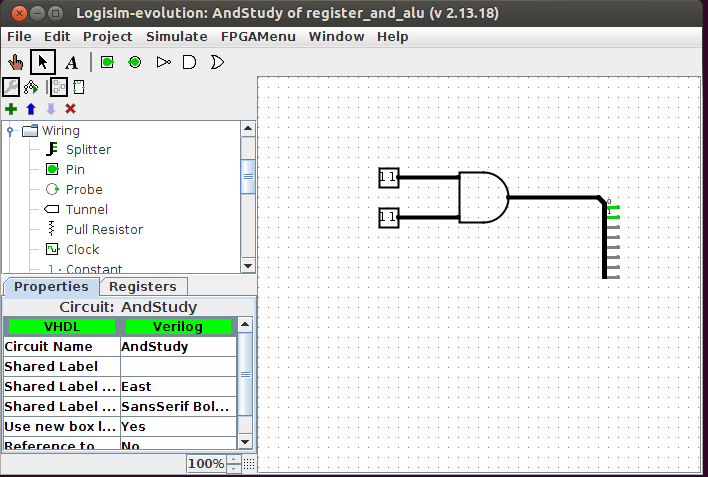 Logisim-evolution: AndStudy of register_and_alu (v 2.13.18)
File Edit Project Simulate FPGAMenu Window Help
A
Wiring
Splitter
Pin
Probe
Tunnel
Pull Resistor
Clock
1 Constant
Properties Registers
Circuit: AndStudy
VHDL Verilog
Circuit Name AndStudy
Shared Label
Shared Label ... East
Shared Label ... SansSerif Bol...
Use new box l... Yes
Reference to No
100%
1 1
1 1
0
1